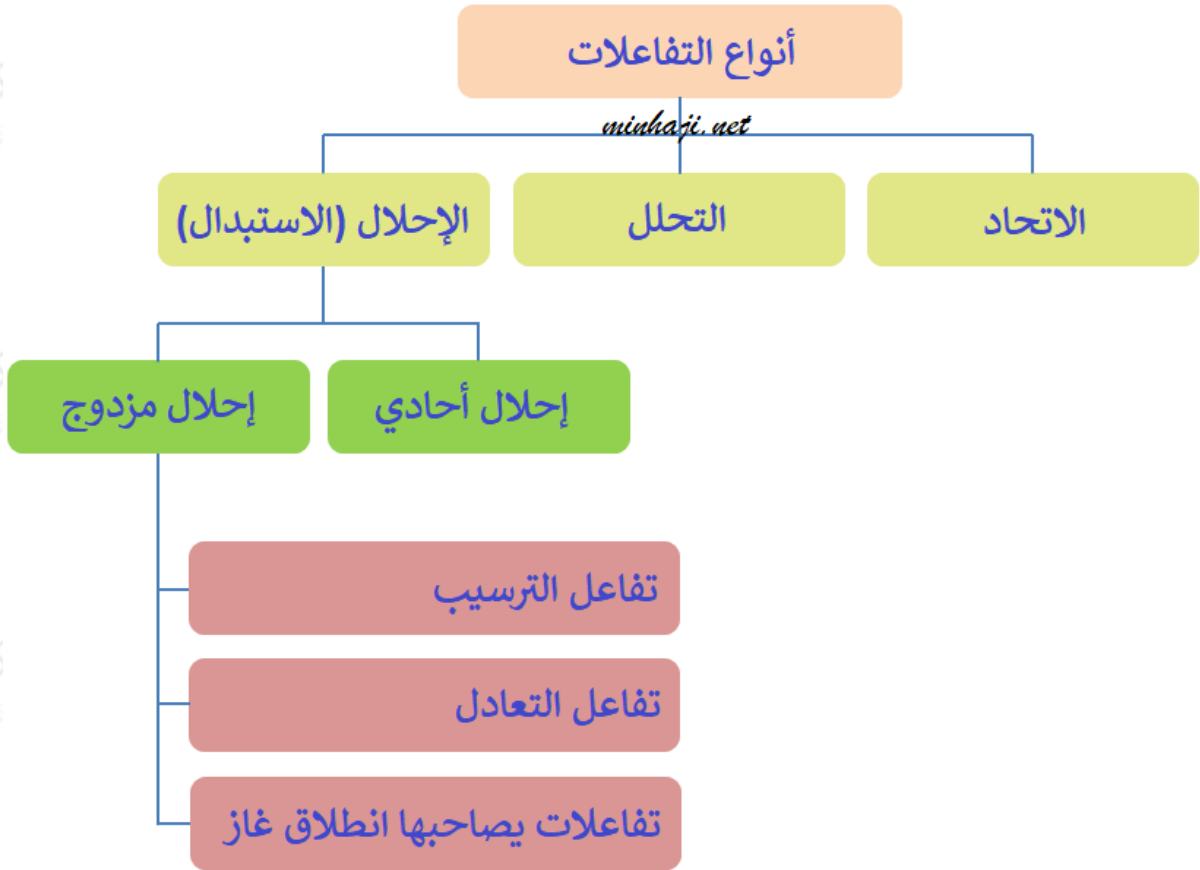 أنواع التفاعلات
minhaji.net
الاتحاد
التحلل
الإحلال (الاستبدال)
إحلال أحادي
إحلال مزدوج
تفاعل الترسيب
تفاعل التعادل
تفاعلات يصاحبها انطلاق غاز